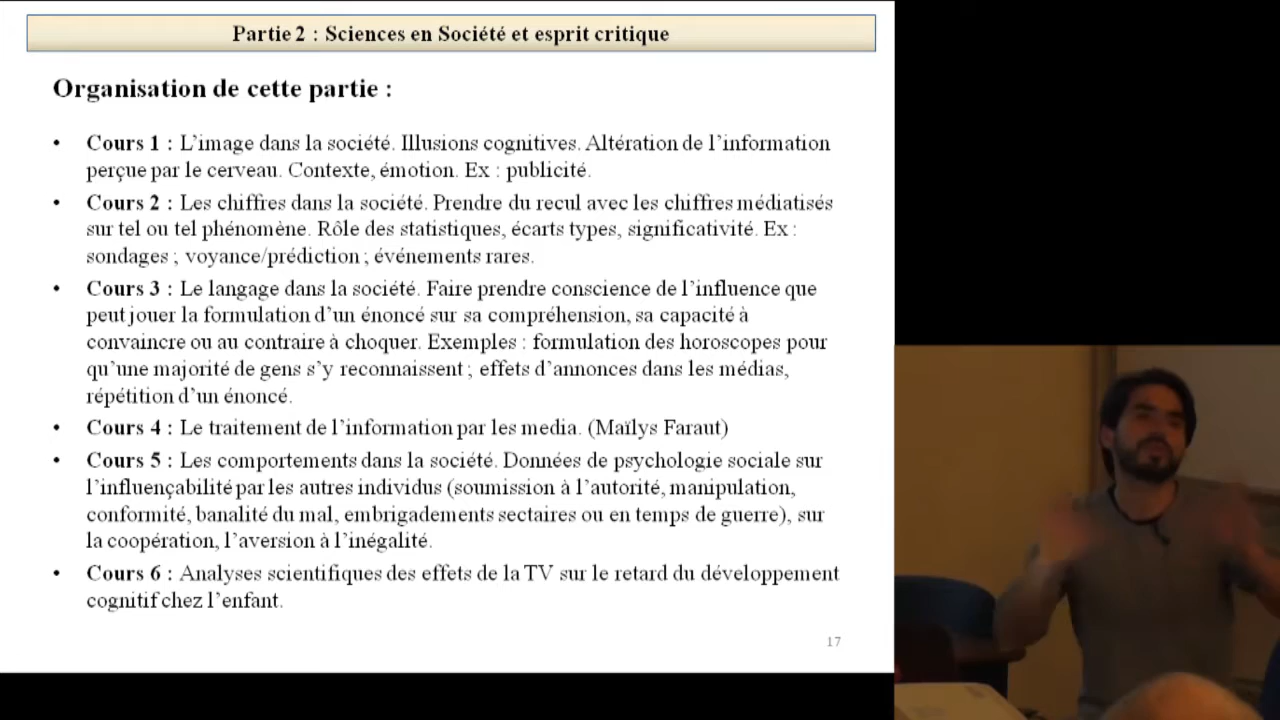 Partie 2 : Sciences en Société et esprit critique
Organisation de cette partie :
• Cours 1 : L’image dans la société. Illusions cognitives. Altération de l’information
perçue par le cerveau. Contexte, émotion. Ex : publicité.
• Cours 2 : Les chiffres dans la société. Prendre du recul avec les chiffres médiatisés
sur tel ou tel phénomène. Rôle des statistiques, écarts types, significativité. Ex :
sondages ; voyance/prédiction ; événements rares.
• Cours 3 : Le langage dans la société. Faire prendre conscience de l’influence que
peut jouer la formulation d’un énoncé sur sa compréhension, sa capacité à
convaincre ou au contraire à choquer. Exemples : formulation des horoscopes pour
qu’une majorité de gens s’y reconnaissent ; effets d’annonces dans les médias,
répétition d’un énoncé.
• Cours 4 : Le traitement de l’information par les media. (Maïlys Faraut)
• Cours 5 : Les comportements dans la société. Données de psychologie sociale sur
l’influençabilité par les autres individus (soumission à l’autorité, manipulation,
conformité, banalité du mal, embrigadements sectaires ou en temps de guerre), sur
la coopération, l’aversion à l’inégalité.
• Cours 6 : Analyses scientifiques des effets de la TV sur le retard du développement
cognitif chez l’enfant.
17